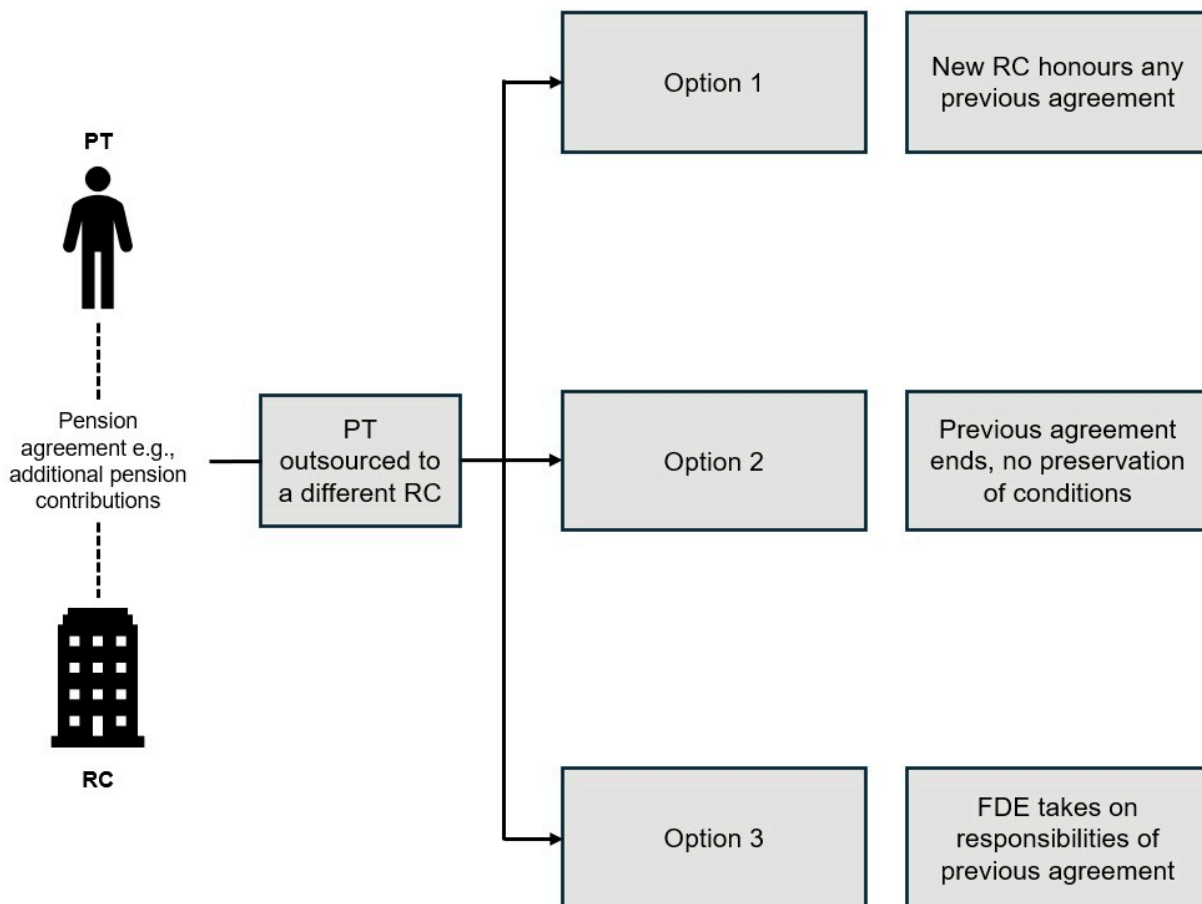 PT
Pension
agreement e.g.,
additional pension
contributions
RC
PT
outsourced to
a different RC
Option 1
New RC honours any
previous agreement
Option 2
Previous agreement
ends, no preservation
of conditions
Option 3
FDE takes on
responsibilities of
previous agreement